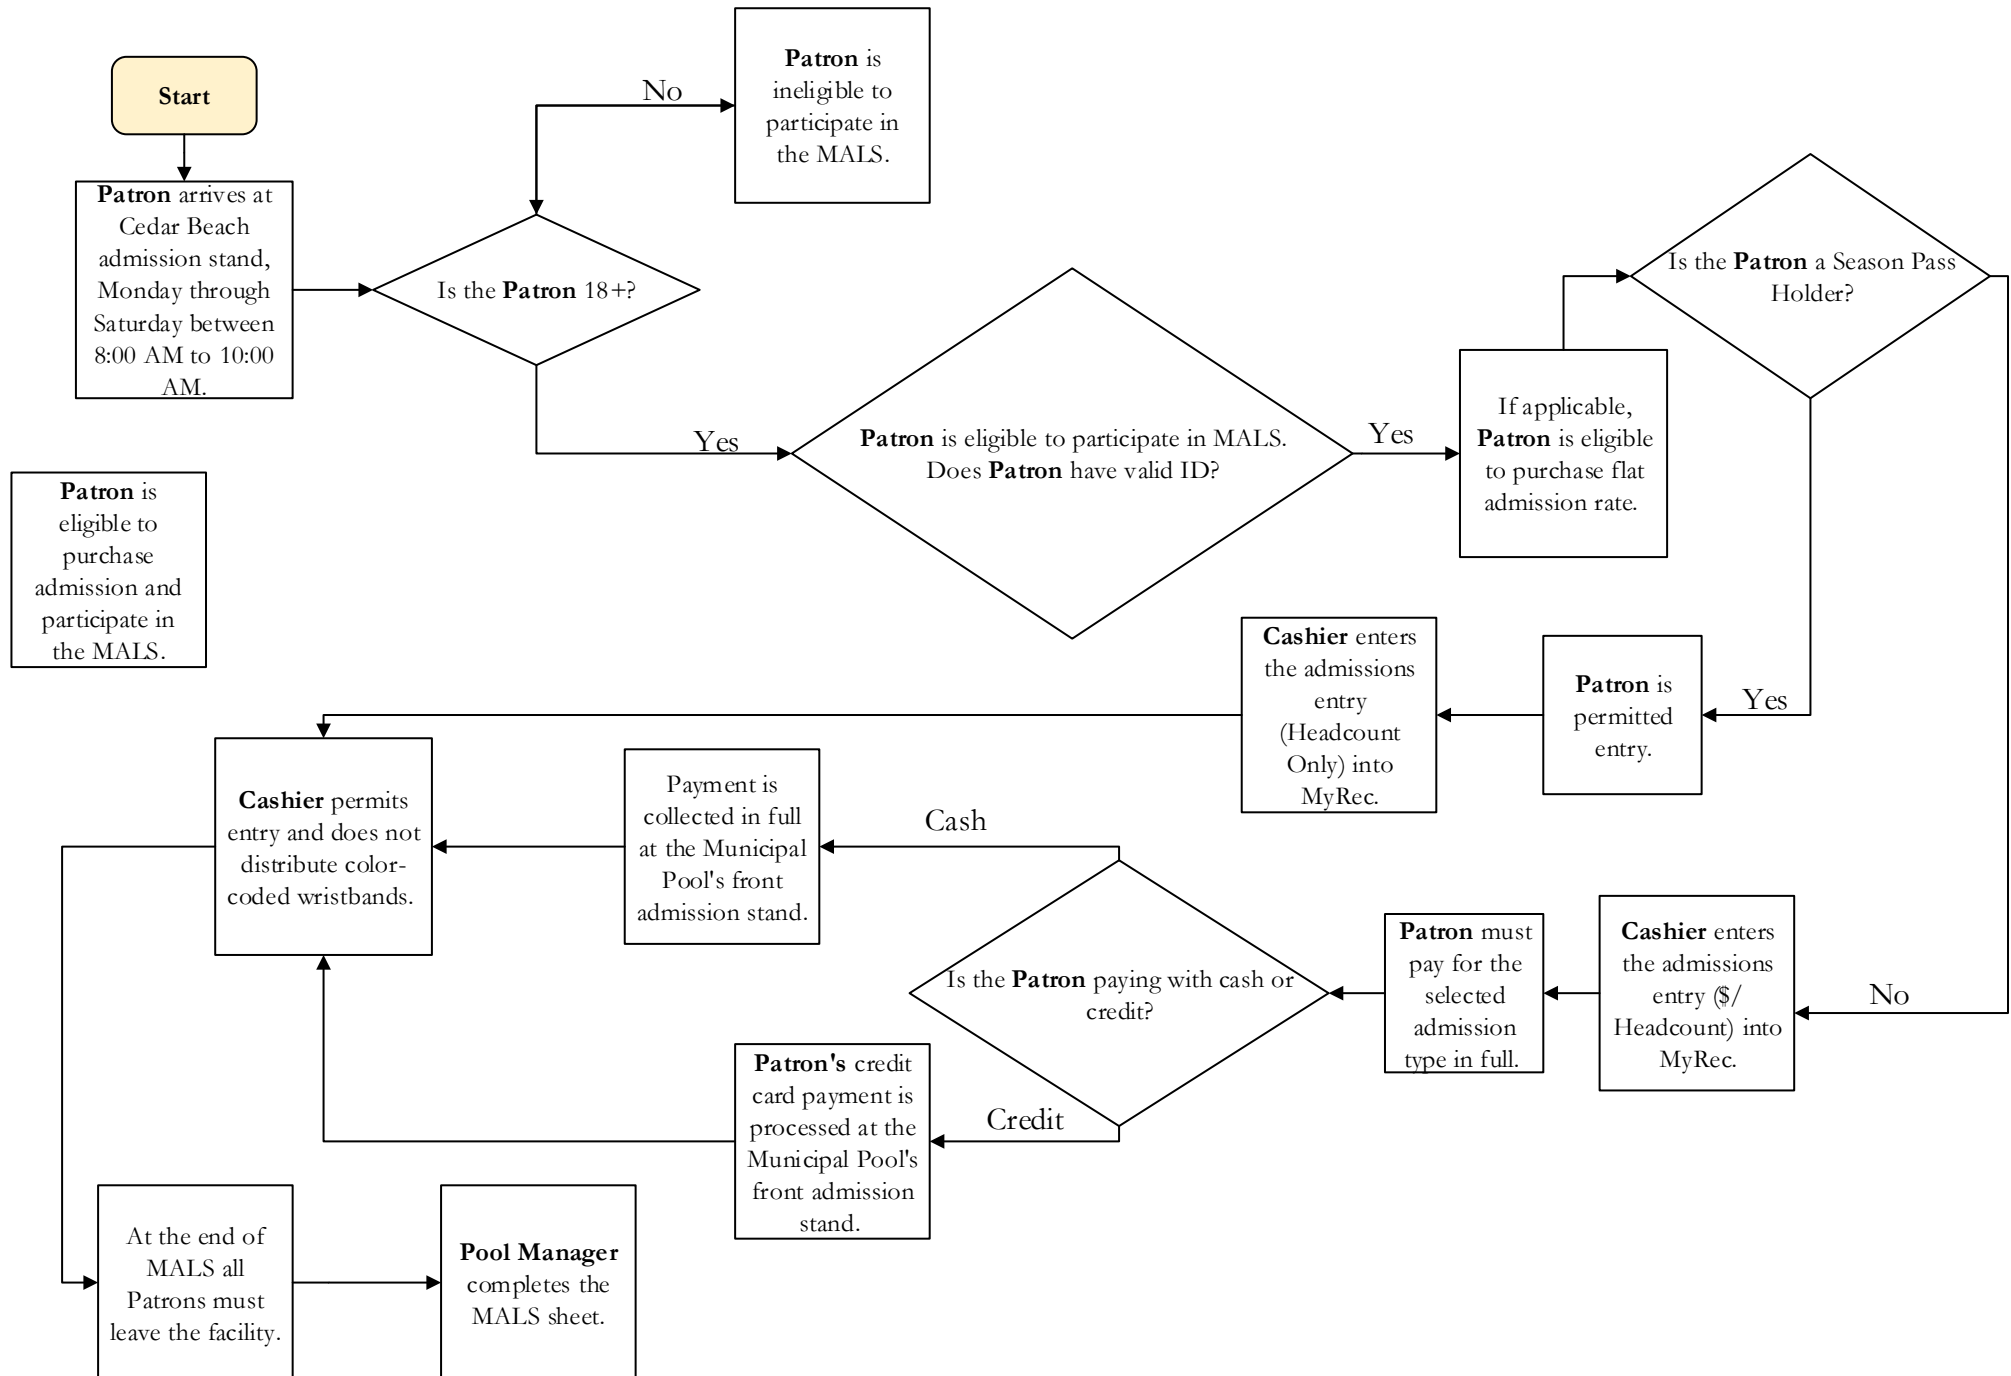 Start
Patron arrives at
Cedar Beach
admission stand,
Monday through
Saturday between
8:00 AM to 10:00
AM.
Is the Patron 18+?
No
Patron is
ineligible to
participate in
the MALS.
Yes
Patron is eligible to participate in MALS.
Does Patron have valid ID?
Yes
If applicable,
Patron is eligible
to purchase flat
admission rate.
Is the Patron a Season Pass
Holder?
Patron is
eligible to
purchase
admission and
participate in
the MALS.
Yes
Patron is
permitted
entry.
Cashier enters
the admissions
entry
(Headcount
Only) into
MyRec.
No
Cashier enters
the admissions
entry ($/
Headcount) into
MyRec.
Patron must
pay for the
selected
admission
type in full.
Is the Patron paying with cash or
credit?
Cash
Payment is
collected in full
at the Municipal
Pool's front
admission stand.
Credit
Patron's credit
card payment is
processed at the
Municipal Pool's
front admission
stand.
Cashier permits
entry and does not
distribute color-
coded wristbands.
At the end of
MALS all
Patrons must
leave the facility.
Pool Manager
completes the
MALS sheet.